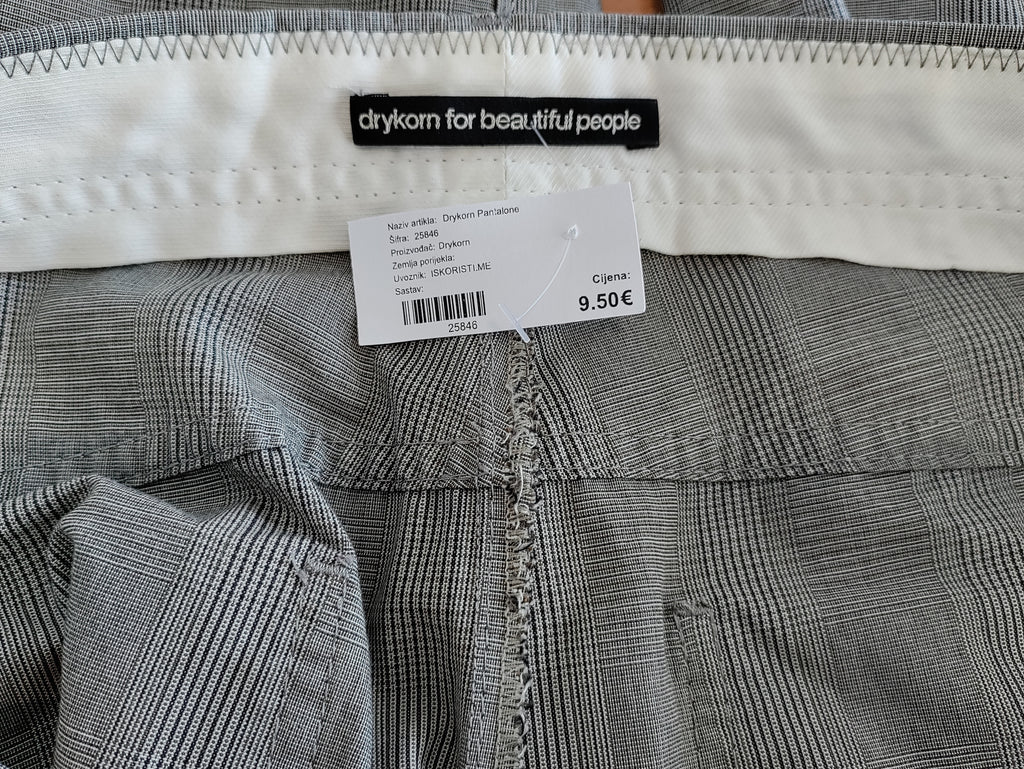 drykorn for beautiful people
Naziv artikla: Drykorn Pantalone
Šifra: 25846
Proizvođač: Drykorn
Zemlja porijekla:
Uvoznik: ISKORISTI.ME
Sastav:
25846
Cijena:
9.50€